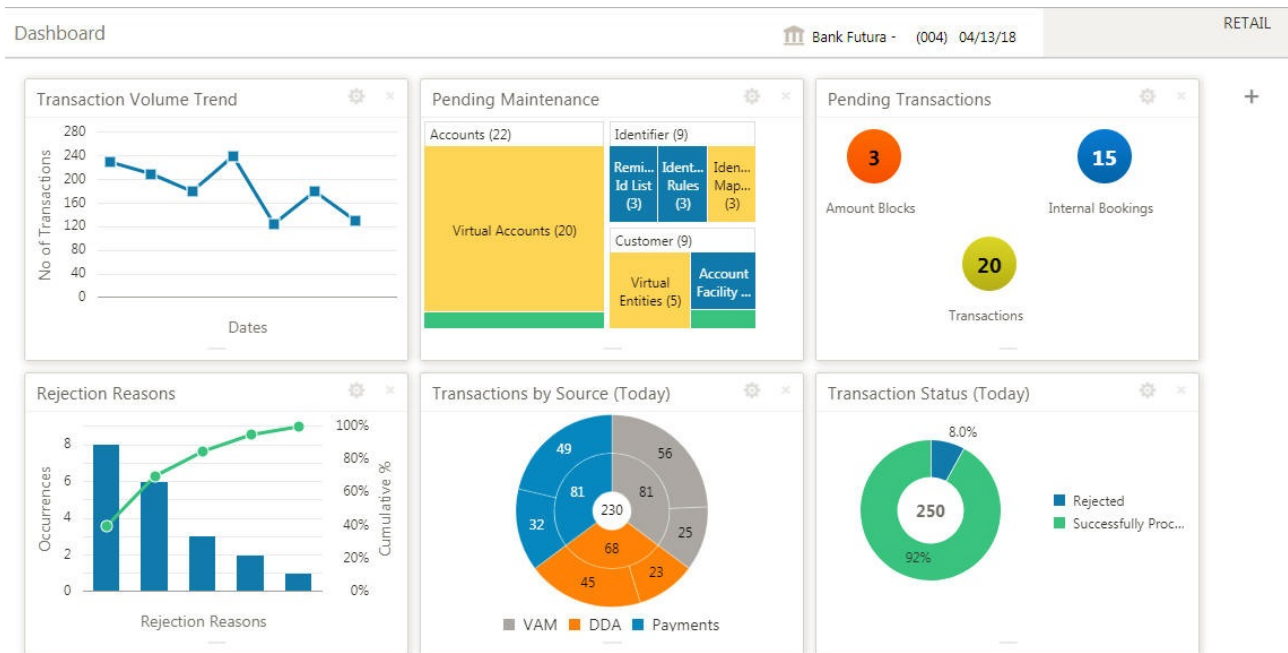 Dashboard
Bank Futura - (004) 04/13/18
RETAIL
Transaction Volume Trend
280
240
200
160
120
80
40
0
No of Transactions
Dates
Pending Maintenance
Accounts (22)
Virtual Accounts (20)
Identifier (9)
Remi...
Id List
(3)
Ident...
Rules
(3)
Iden...
Map...
(3)
Customer (9)
Virtual
Entities (5)
Account
Facility ...
Pending Transactions
3
Amount Blocks
15
Internal Bookings
20
Transactions
+
Rejection Reasons
8
6
4
2
0
Occurrences
100%
80%
60%
40%
20%
0%
Cumulative %
Rejection Reasons
Transactions by Source (Today)
49
56
81
81
230
32
25
68
45
23
VAM DDA Payments
Transaction Status (Today)
8.0%
250
92%
Rejected
Successfully Proc...